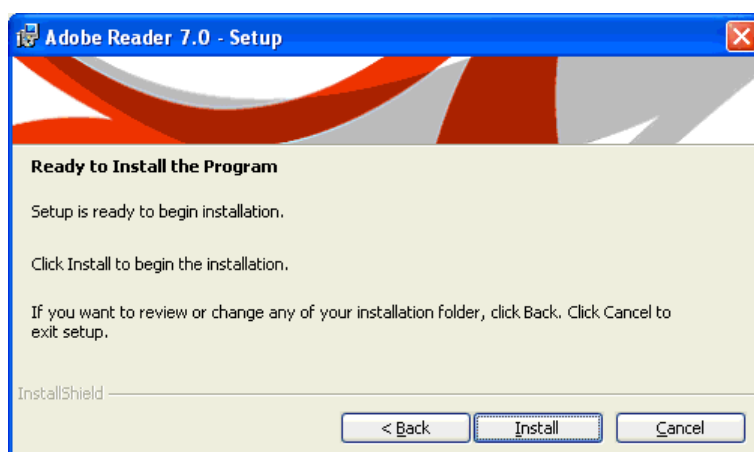 Adobe Reader 7.0 - Setup
Ready to Install the Program
Setup is ready to begin installation.
Click Install to begin the installation.
If you want to review or change any of your installation folder, click Back. Click Cancel to
exit setup.
InstallShield
< Back Install Cancel